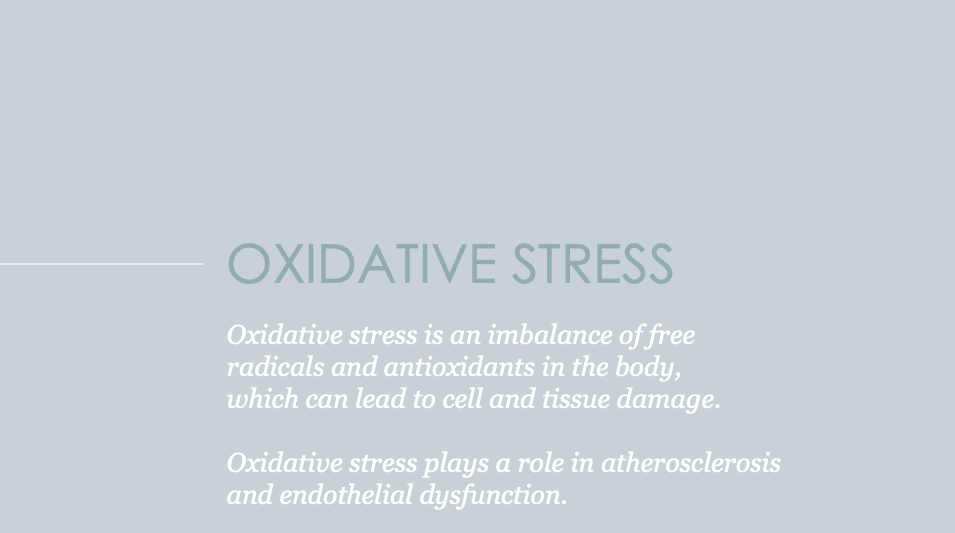 OXIDATIVE STRESS
Oxidative stress is an imbalance of free
radicals and antioxidants in the body,
which can lead to cell and tissue damage.
Oxidative stress plays a role in atherosclerosis
and endothelial dysfunction.